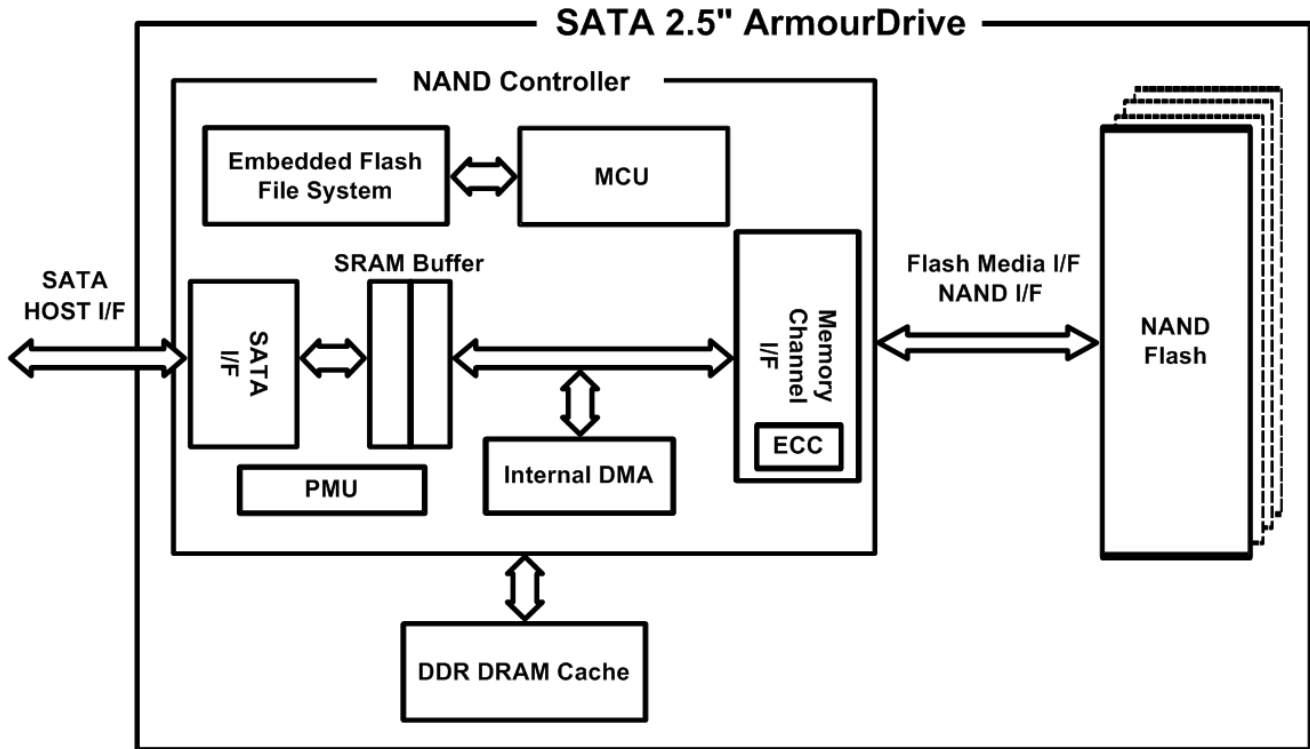 SATA 2.5" ArmourDrive
NAND Controller
Embedded Flash
File System
MCU
SRAM Buffer
SATA
HOST I/F
SATA
I/F
Memory
Channel
I/F
ECC
Flash Media I/F
NAND I/F
NAND
Flash
Internal DMA
PMU
DDR DRAM Cache